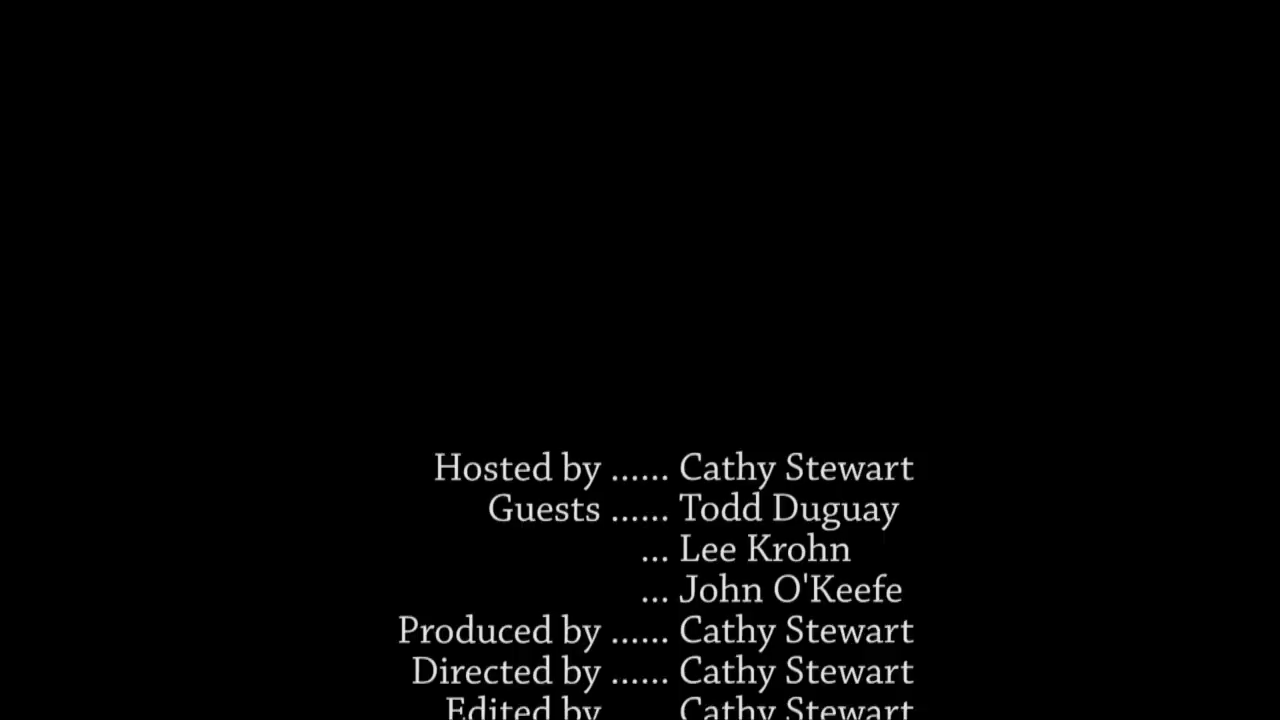 Hosted by ...... Cathy Stewart
Guests ...... Todd Duguay
... Lee Krohn
... John O'Keefe
Produced by ...... Cathy Stewart
Directed by ...... Cathy Stewart
Edited by ...... Cathy Stewart